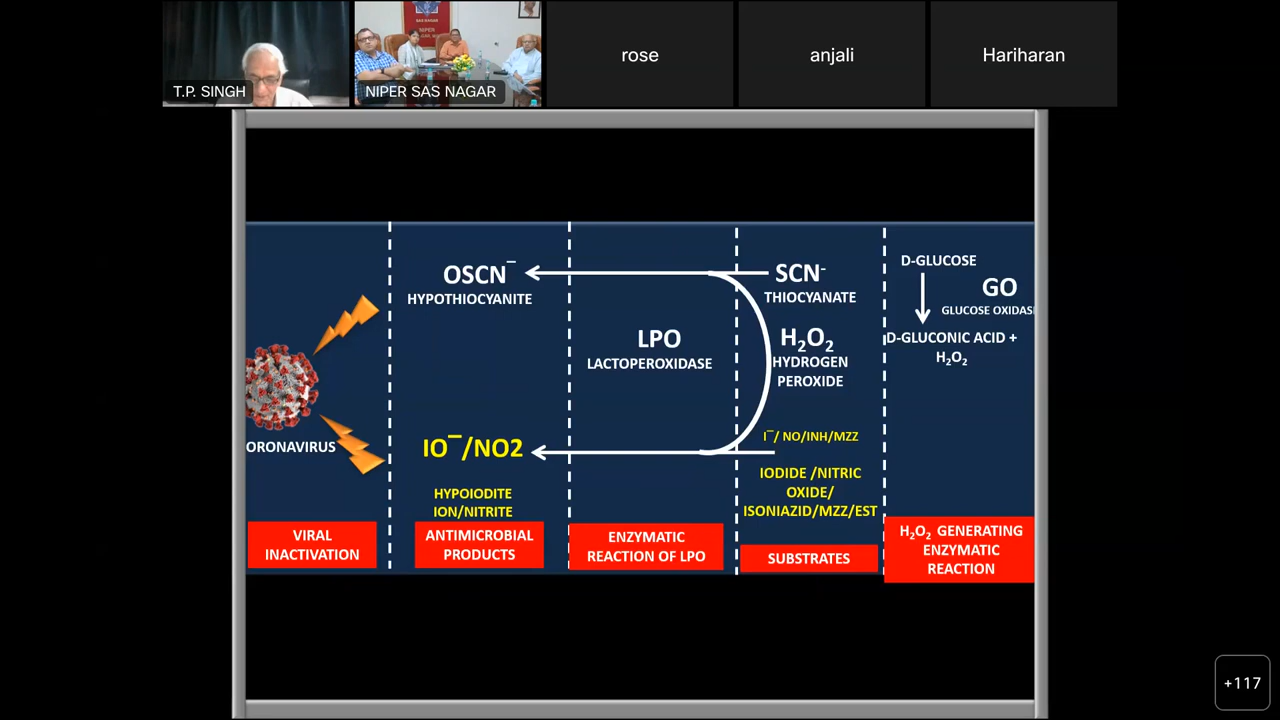 T.P. SINGH
NIPER SAS NAGAR
rose
anjali
Hariharan
OSCN⁻
HYPOTHIOCYANITE
SCN-
THIOCYANATE
D-GLUCOSE
GO
GLUCOSE OXIDAS
LPO
LACTOPEROXIDASE
H₂O₂
HYDROGEN
PEROXIDE
D-GLUCONIC ACID +
H₂O₂
ORONAVIRUS
IO⁻/NO2
HYPOIODITE
ION/NITRITE
I⁻/ NO/INH/MZZ
IODIDE /NITRIC
OXIDE/
ISONIAZID/MZZ/EST
VIRAL
INACTIVATION
ANTIMICROBIAL
PRODUCTS
ENZYMATIC
REACTION OF LPO
SUBSTRATES
H₂O₂ GENERATING
ENZYMATIC
REACTION
+117